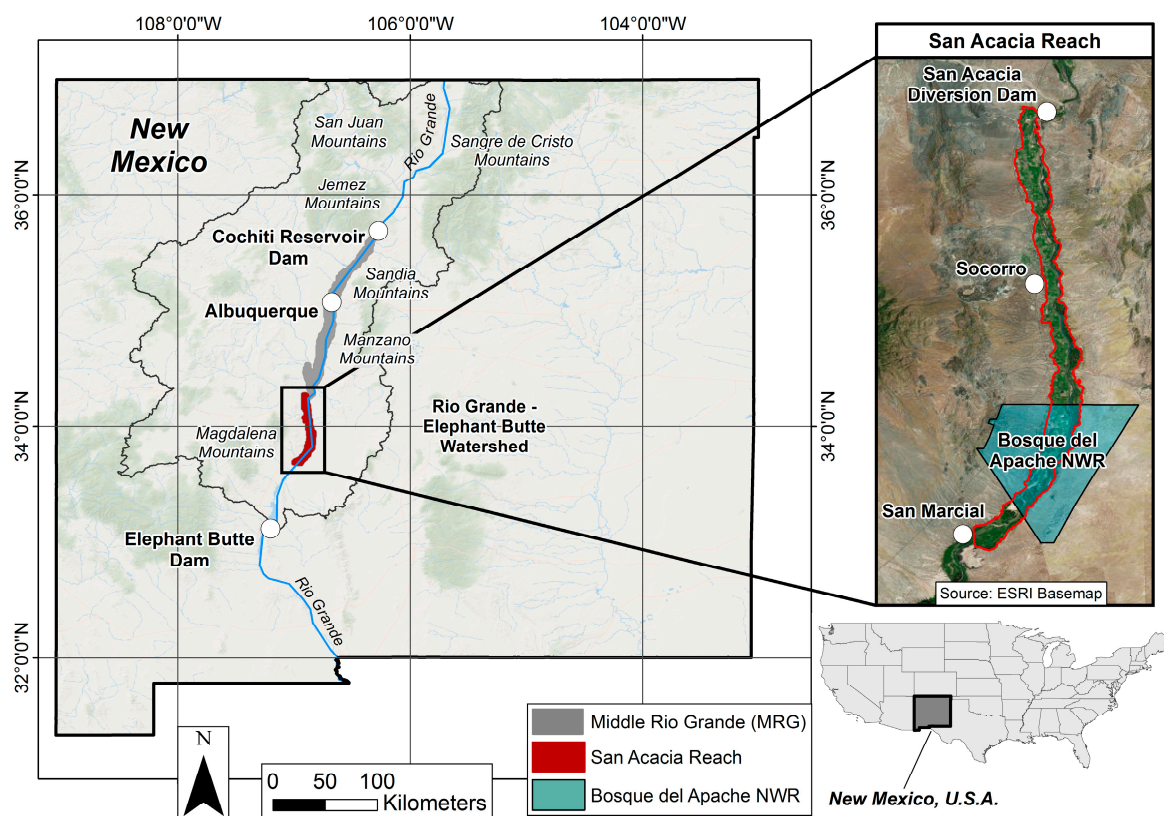 108°0'0"W
106°0'0"W
104°0'0"W
San Acacia Reach
San Acacia
Diversion Dam
Socorro
Bosque del
Apache NWR
San Marcial
Source: ESRI Basemap
36°0'0"N
34°0'0"N
32°0'0"N
36°0'0"N
34°0'0"N
32°0'0"N
New
Mexico
San Juan
Mountains
Rio Grande
Sangre de Cristo
Mountains
Jemez
Mountains
Cochiti Reservoir
Dam
Sandia
Mountains
Albuquerque
Manzano
Mountains
Rio Grande -
Elephant Butte
Watershed
Magdalena
Mountains
Elephant Butte
Dam
Rio Grande
N
0 50 100
Kilometers
Middle Rio Grande (MRG)
San Acacia Reach
Bosque del Apache NWR
New Mexico, U.S.A.